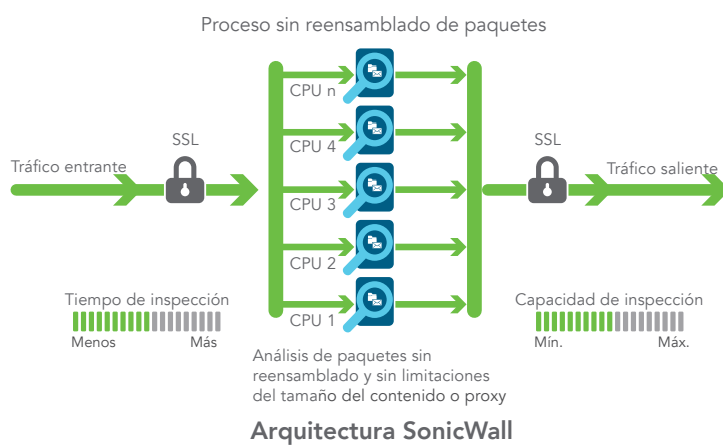 Proceso sin reensamblado de paquetes
CPU n
CPU 4
SSL
SSL
Tráfico entrante
Tráfico saliente
CPU 3
CPU 2
CPU 1
Tiempo de inspección
Menos Más
Capacidad de inspección
Mín. Máx.
Análisis de paquetes sin
reensamblado y sin limitaciones
del tamaño del contenido o proxy
Arquitectura SonicWall